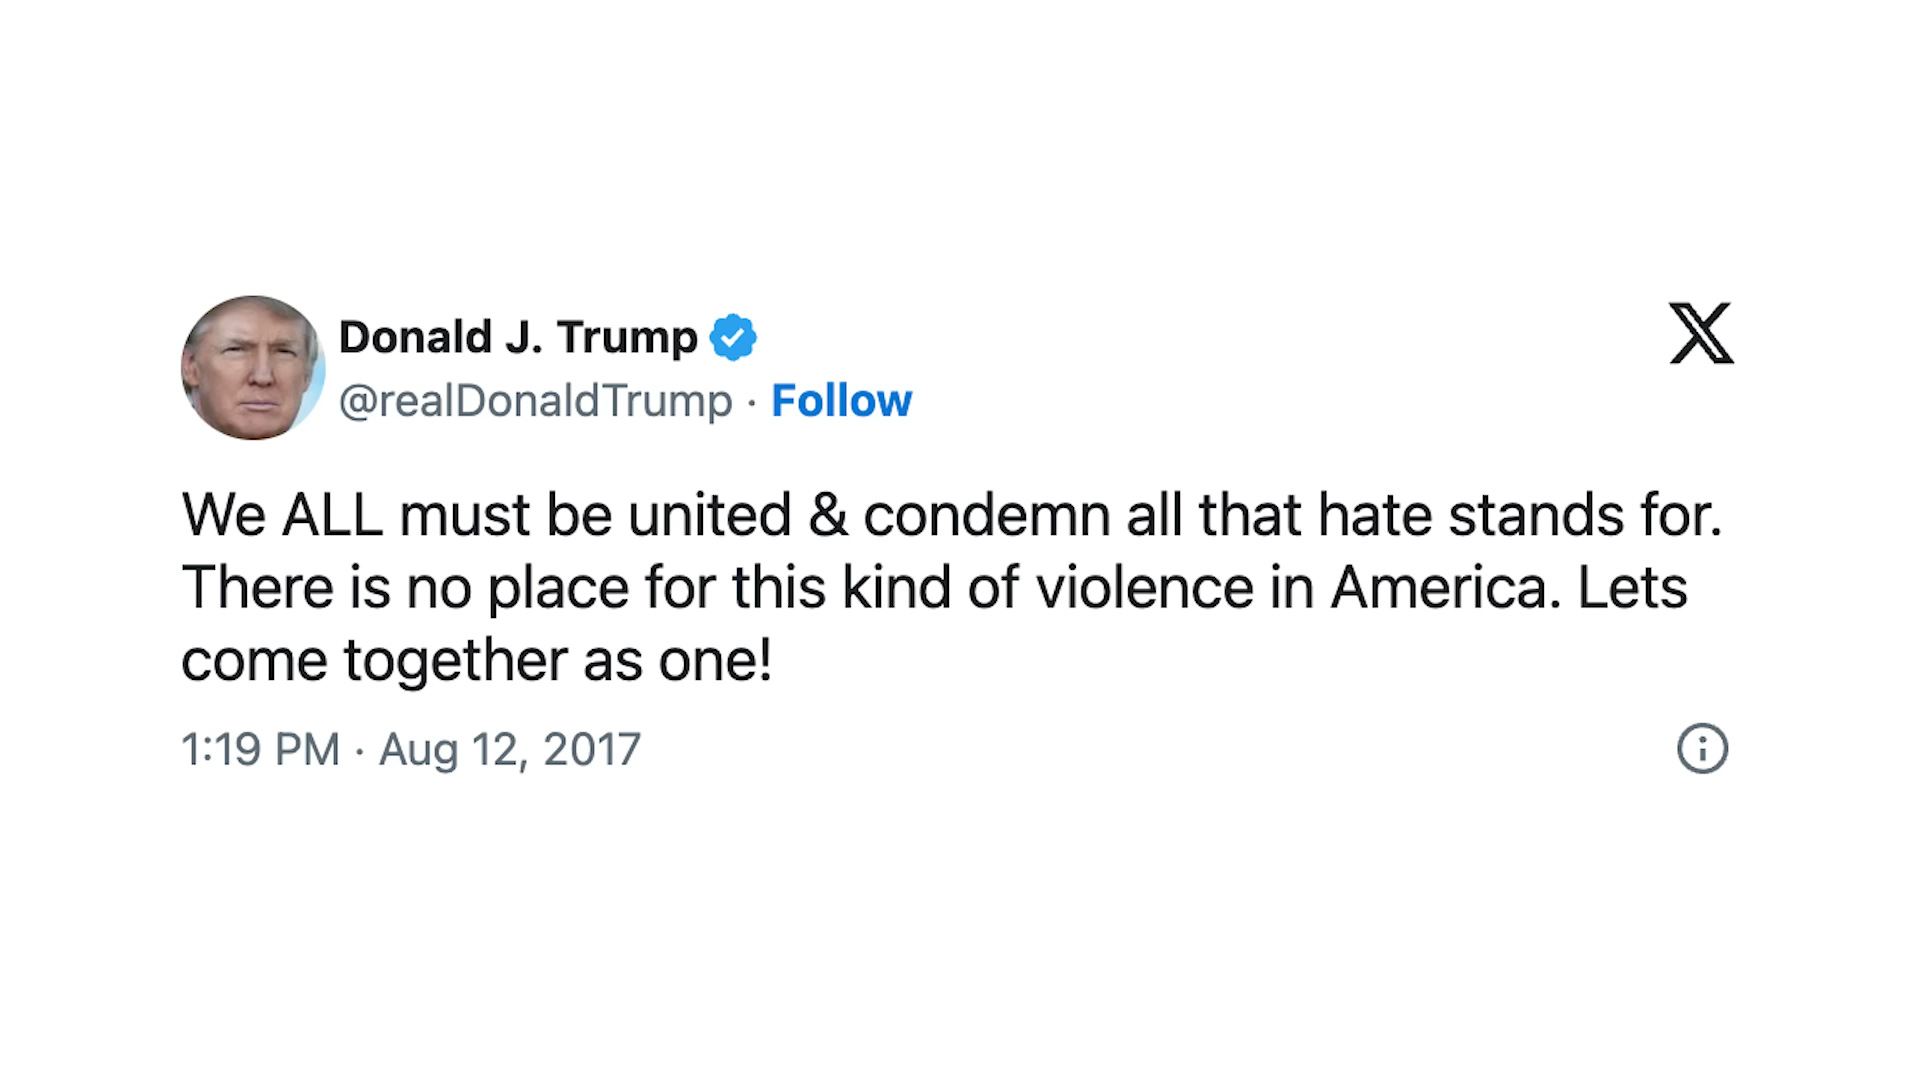 Donald J. Trump
@realDonaldTrump · Follow
We ALL must be united & condemn all that hate stands for.
There is no place for this kind of violence in America. Lets
come together as one!
1:19 PM · Aug 12, 2017